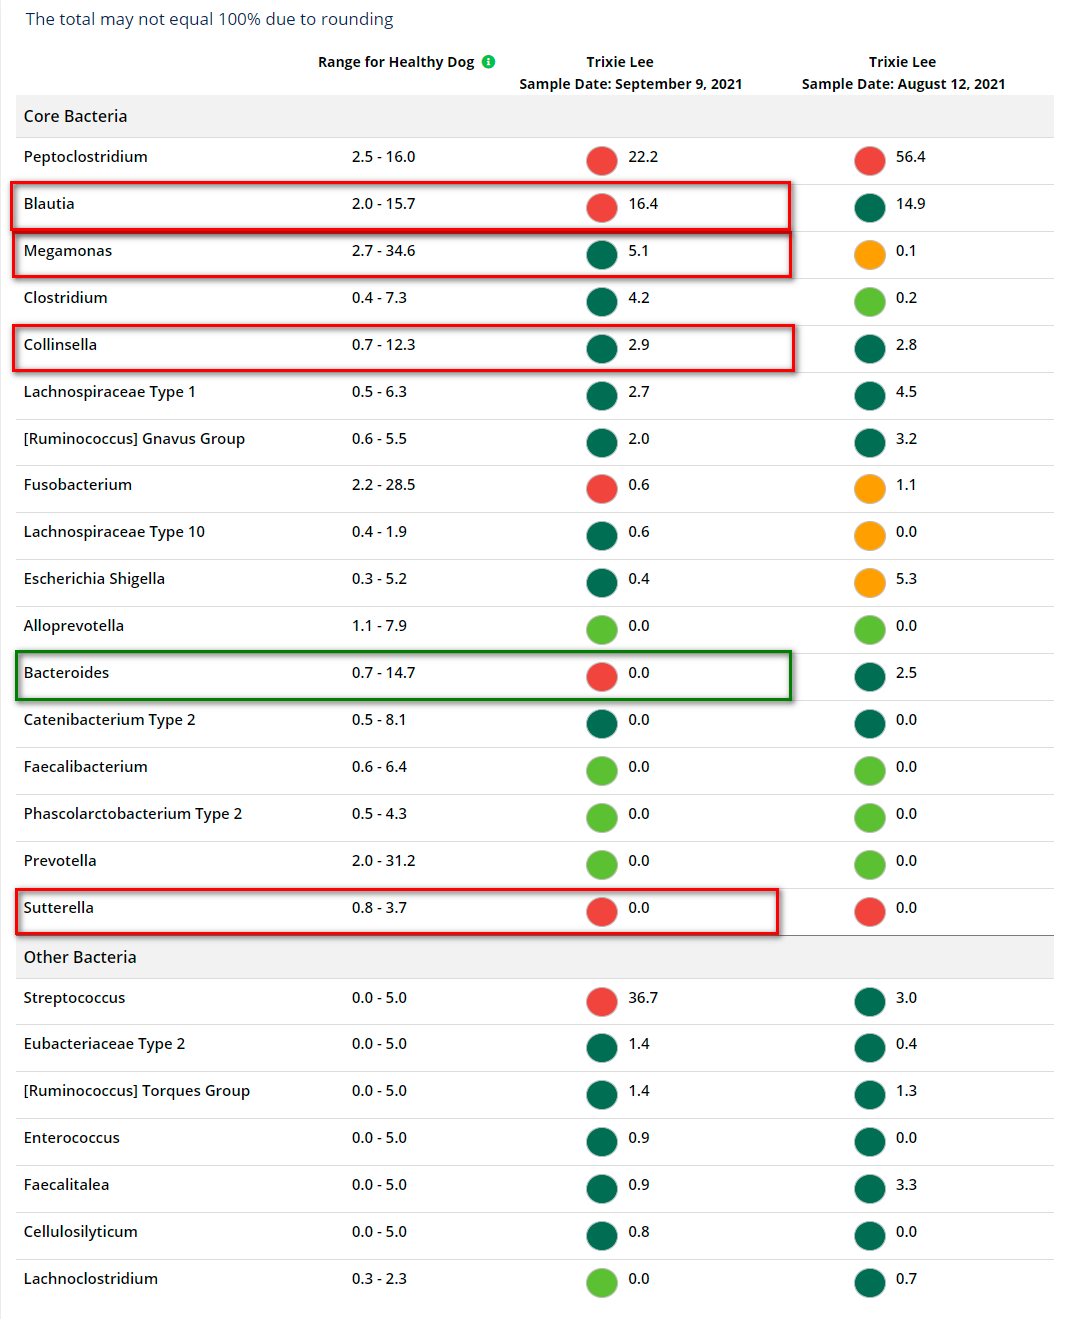 The total may not equal 100% due to rounding
Range for Healthy Dog i Trixie Lee Trixie Lee
Sample Date: September 9, 2021 Sample Date: August 12, 2021
Core Bacteria
Peptoclostridium 2.5 - 16.0 22.2 56.4
Blautia 2.0 - 15.7 16.4 14.9
Megamonas 2.7 - 34.6 5.1 0.1
Clostridium 0.4 - 7.3 4.2 0.2
Collinsella 0.7 - 12.3 2.9 2.8
Lachnospiraceae Type 1 0.5 - 6.3 2.7 4.5
[Ruminococcus] Gnavus Group 0.6 - 5.5 2.0 3.2
Fusobacterium 2.2 - 28.5 0.6 1.1
Lachnospiraceae Type 10 0.4 - 1.9 0.6 0.0
Escherichia Shigella 0.3 - 5.2 0.4 5.3
Alloprevotella 1.1 - 7.9 0.0 0.0
Bacteroides 0.7 - 14.7 0.0 2.5
Catenibacterium Type 2 0.5 - 8.1 0.0 0.0
Faecalibacterium 0.6 - 6.4 0.0 0.0
Phascolarctobacterium Type 2 0.5 - 4.3 0.0 0.0
Prevotella 2.0 - 31.2 0.0 0.0
Sutterella 0.8 - 3.7 0.0 0.0
Other Bacteria
Streptococcus 0.0 - 5.0 36.7 3.0
Eubacteriaceae Type 2 0.0 - 5.0 1.4 0.4
[Ruminococcus] Torques Group 0.0 - 5.0 1.4 1.3
Enterococcus 0.0 - 5.0 0.9 0.0
Faecalitalea 0.0 - 5.0 0.9 3.3
Cellulosilyticum 0.0 - 5.0 0.8 0.0
Lachnoclostridium 0.3 - 2.3 0.0 0.7